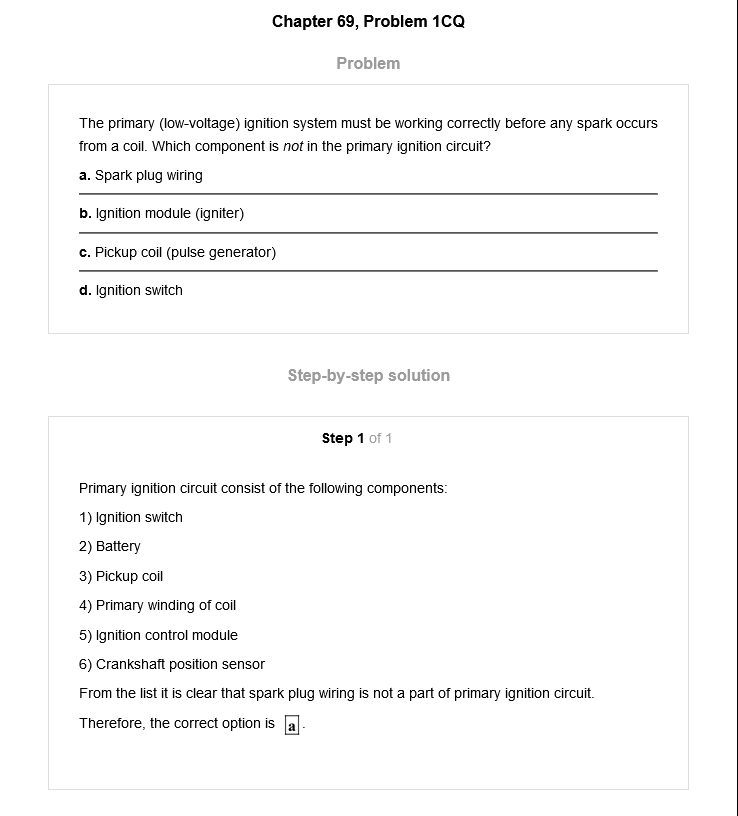 Chapter 69, Problem 1CQ
Problem
The primary (low-voltage) ignition system must be working correctly before any spark occurs
from a coil. Which component is not in the primary ignition circuit?
a. Spark plug wiring
b. Ignition module (igniter)
c. Pickup coil (pulse generator)
d. Ignition switch
Step-by-step solution
Step 1 of 1
Primary ignition circuit consist of the following components:
1) Ignition switch
2) Battery
3) Pickup coil
4) Primary winding of coil
5) Ignition control module
6) Crankshaft position sensor
From the list it is clear that spark plug wiring is not a part of primary ignition circuit.
Therefore, the correct option is a.